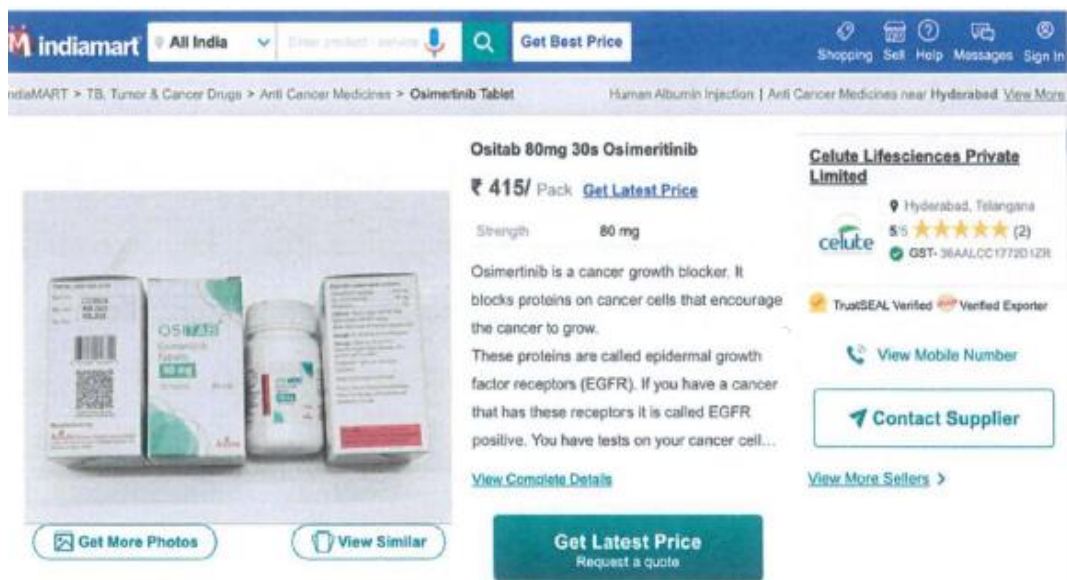 indiamart
All India
Get Best Price
Shopping Sell Help Messages Sign In
IndiaMART > TB, Tumor & Cancer Drugs > Anti Cancer Medicines > Osimertinib Tablet
Human Albumin Injection | Anti Cancer Medicines near Hyderabad View More
Ositab 80mg 30s Osimeritinib
₹ 415/ Pack Get Latest Price
Strength 80 mg
Osimertinib is a cancer growth blocker. It
blocks proteins on cancer cells that encourage
the cancer to grow.
These proteins are called epidermal growth
factor receptors (EGFR). If you have a cancer
that has these receptors it is called EGFR
positive. You have tests on your cancer cell...
View Complete Details
Get Latest Price
Request a quote
Celute Lifesciences Private
Limited
Hyderabad, Telangana
celute
5/5 (2)
GST- 36AALCC1772D1ZR
TrustSEAL Verified Verified Exporter
View Mobile Number
Contact Supplier
View More Sellers >
OSITAB
Osimertinib
Tablets
80 mg
Get More Photos
View Similar